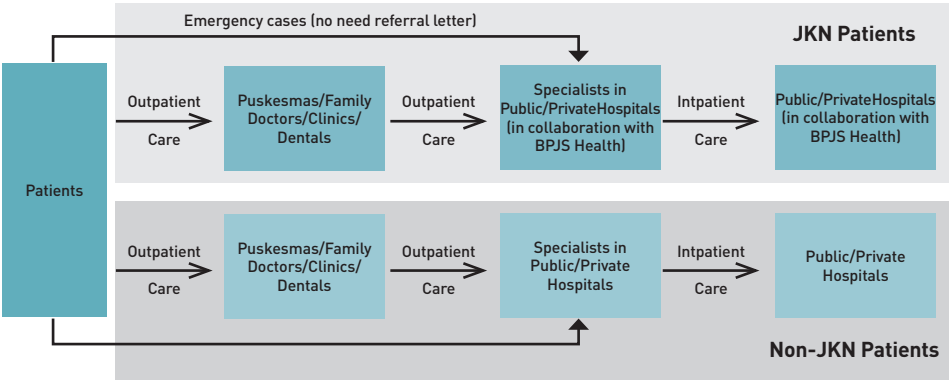 Emergency cases (no need referral letter)
JKN Patients
Patients
Outpatient
Care
Puskesmas/Family
Doctors/Clinics/
Dentals
Outpatient
Care
Specialists in
Public/PrivateHospitals
(in collaboration with
BPJS Health)
Intpatient
Care
Public/PrivateHospitals
(in collaboration with
BPJS Health)
Outpatient
Care
Puskesmas/Family
Doctors/Clinics/
Dentals
Outpatient
Care
Specialists in
Public/Private
Hospitals
Intpatient
Care
Public/Private
Hospitals
Non-JKN Patients